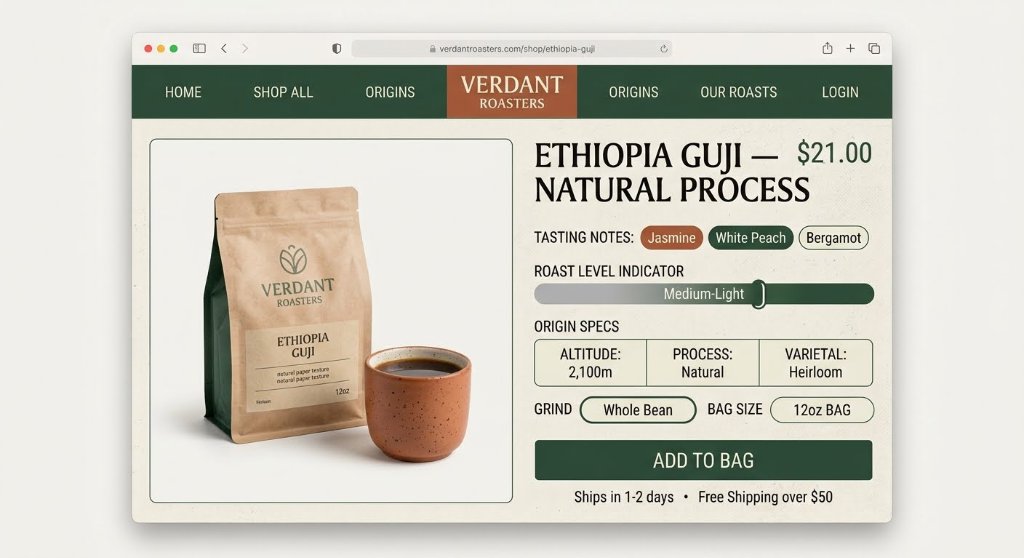 verdantroasters.com/shop/ethiopia-guji
HOME
SHOP ALL
ORIGINS
VERDANT
ROASTERS
ORIGINS
OUR ROASTS
LOGIN
VERDANT
ROASTERS
ETHIOPIA
GUJI
natural paper texture
natural paper texture
12oz
ETHIOPIA GUJI —
$21.00
NATURAL PROCESS
TASTING NOTES: Jasmine White Peach Bergamot
ROAST LEVEL INDICATOR
Medium-Light
ORIGIN SPECS
ALTITUDE:
2,100m
PROCESS:
Natural
VARIETAL:
Heirloom
GRIND Whole Bean BAG SIZE 12oz BAG
ADD TO BAG
Ships in 1-2 days • Free Shipping over $50